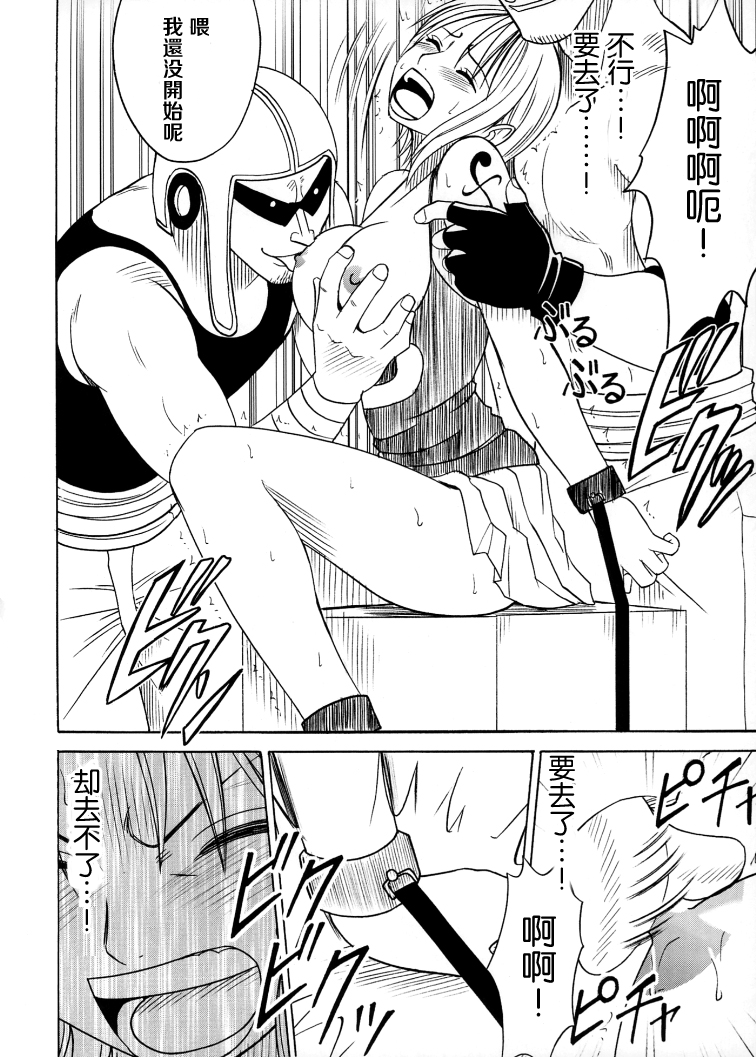 啊啊啊呃！
不行…！
要去了……！
喂
我還没開始呢
ぶる
ぶる
ビクッ
ビクン
ピチャ
要去了…！
啊啊！
ピチャ
ビク
ビク
却去不了…！